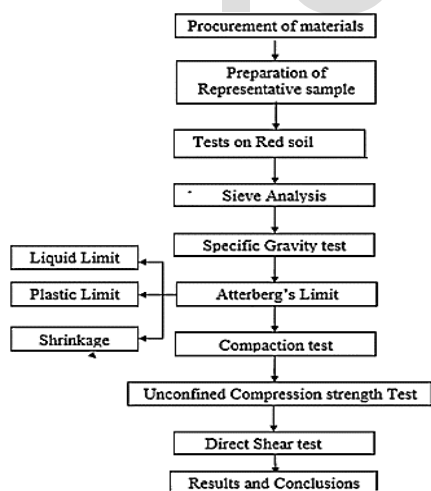 Procurement of materials
Preparation of
Representative sample
Tests on Red soil
Sieve Analysis
Specific Gravity test
Liquid Limit
Plastic Limit
Atterberg's Limit
Shrinkage
Compaction test
Unconfined Compression strength Test
Direct Shear test
Results and Conclusions